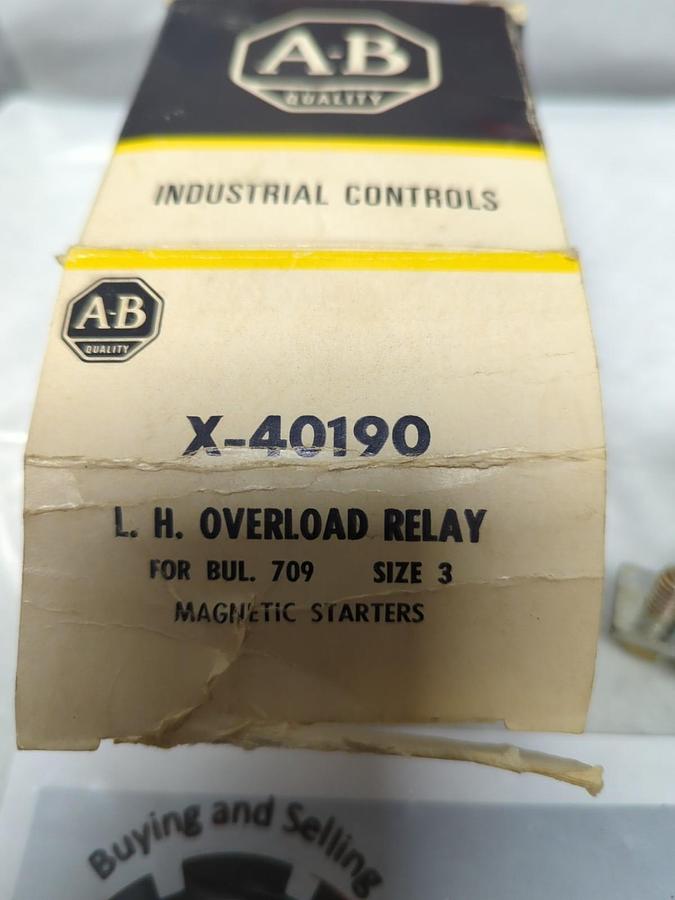 A-B
QUALITY
INDUSTRIAL CONTROLS
A-B
QUALITY
X-40190
L. H. OVERLOAD RELAY
FOR BUL. 709 SIZE 3
MAGNETIC STARTERS
Buying and Selling